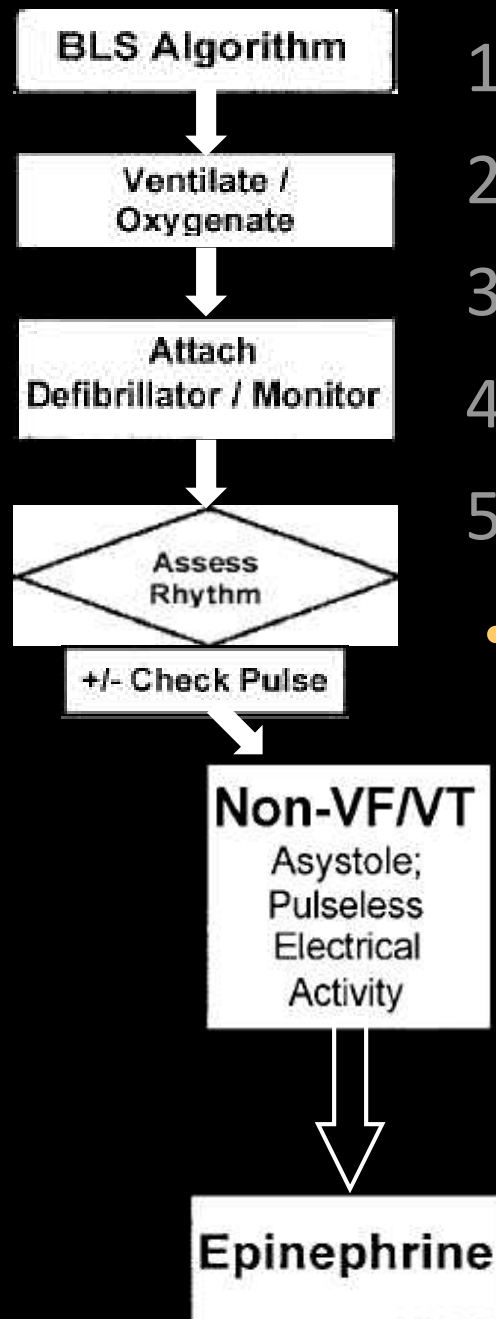 BLS Algorithm
1
Ventilate /
Oxygenate
2
3
Attach
Defibrillator / Monitor
4
5
Assess
Rhythm
•
+/- Check Pulse
Non-VF/VT
Asystole;
Pulseless
Electrical
Activity
Epinephrine